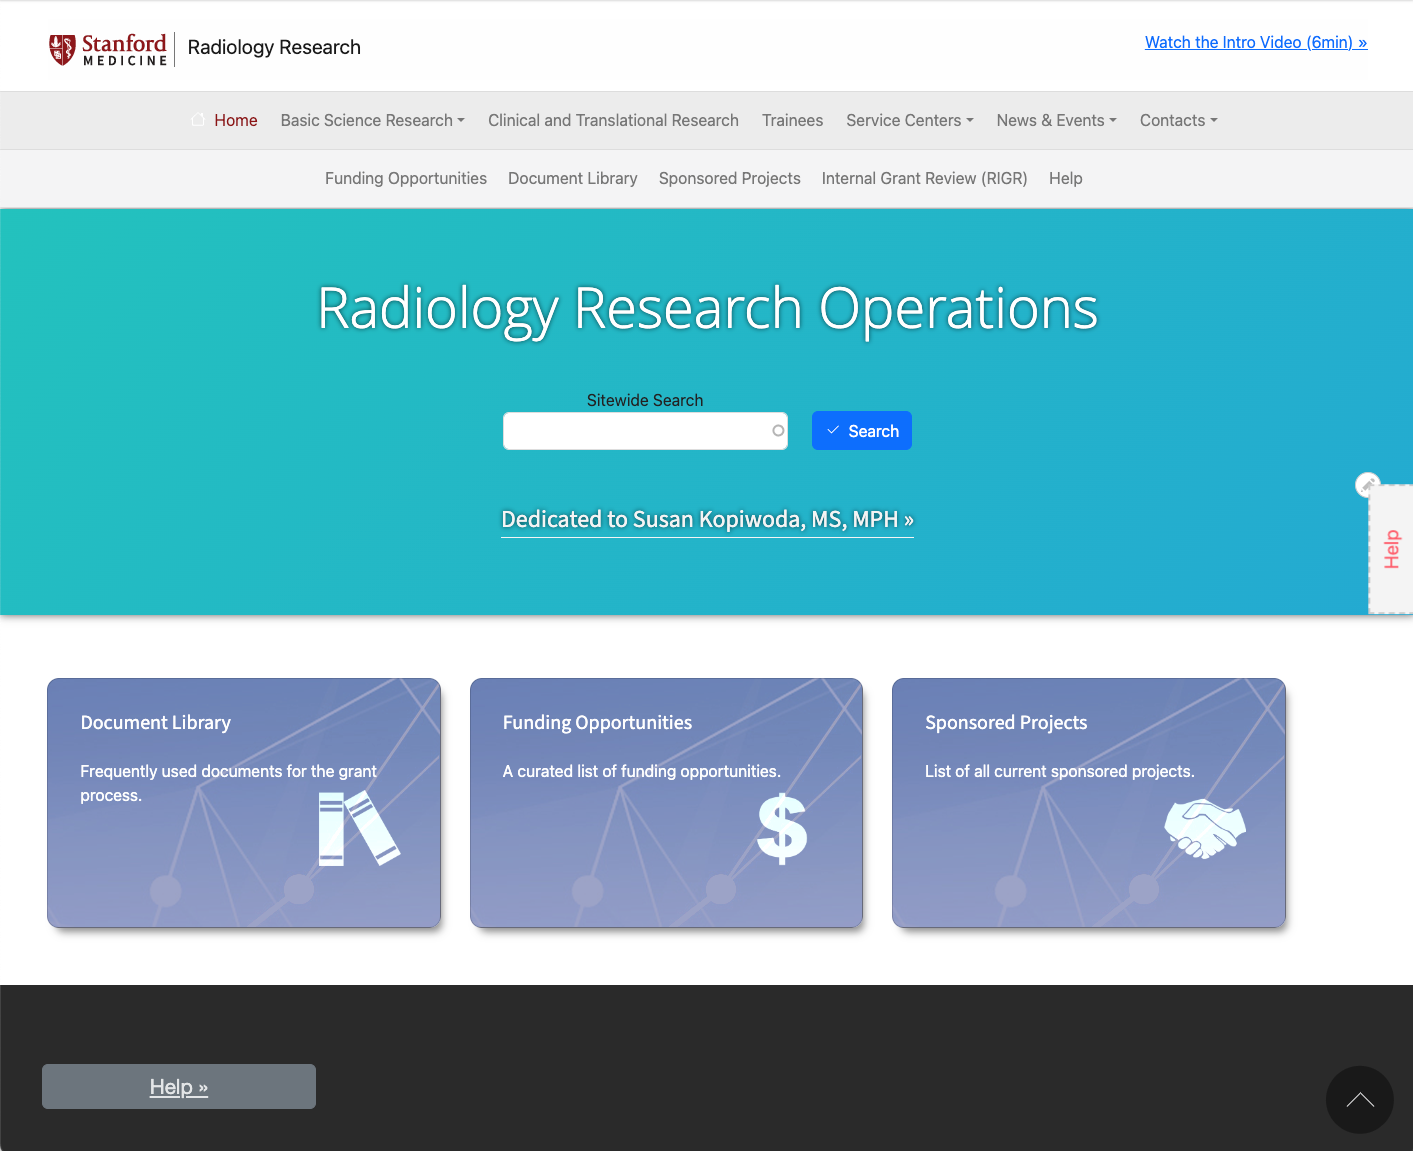 Stanford
MEDICINE
Radiology Research
Watch the Intro Video (6min) »
Home
Basic Science Research
Clinical and Translational Research
Trainees
Service Centers
News & Events
Contacts
Funding Opportunities
Document Library
Sponsored Projects
Internal Grant Review (RIGR)
Help
Radiology Research Operations
Sitewide Search
Search
Dedicated to Susan Kopiwoda, MS, MPH »
Help
Document Library
Frequently used documents for the grant
process.
Funding Opportunities
A curated list of funding opportunities.
$
Sponsored Projects
List of all current sponsored projects.
Help »